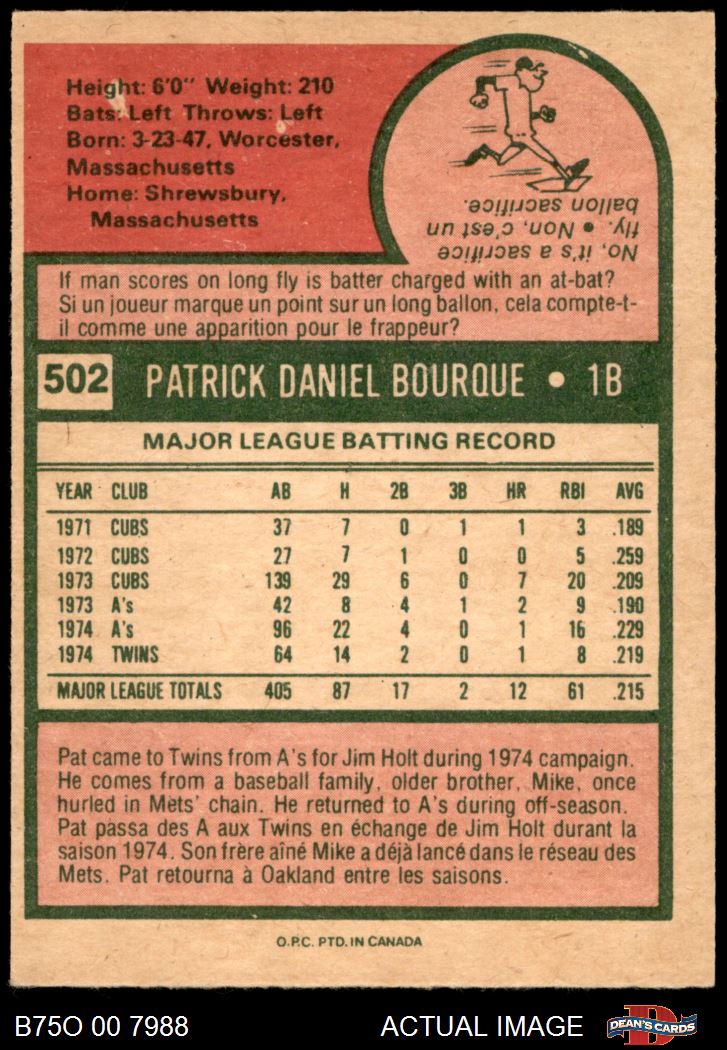 Height: 6'0" Weight: 210
Bats: Left Throws: Left
Born: 3-23-47, Worcester,
Massachusetts
Home: Shrewsbury,
Massachusetts
No, it's a sacrifice
fly. • Non, c'est un
ballon sacrifice.
If man scores on long fly is batter charged with an at-bat?
Si un joueur marque un point sur un long ballon, cela compte-t-
il comme une apparition pour le frappeur?
502 PATRICK DANIEL BOURQUE • 1B
MAJOR LEAGUE BATTING RECORD
YEAR CLUB AB H 2B 3B HR RBI AVG
1971 CUBS 37 7 0 1 1 3 .189
1972 CUBS 27 7 1 0 0 5 .259
1973 CUBS 139 29 6 0 7 20 .209
1973 A's 42 8 4 1 2 9 .190
1974 A's 96 22 4 0 1 16 .229
1974 TWINS 64 14 2 0 1 8 .219
MAJOR LEAGUE TOTALS 405 87 17 2 12 61 .215
Pat came to Twins from A's for Jim Holt during 1974 campaign.
He comes from a baseball family, older brother, Mike, once
hurled in Mets' chain. He returned to A's during off-season.
Pat passa des A aux Twins en échange de Jim Holt durant la
saison 1974. Son frère aîné Mike a déjà lancé dans le réseau des
Mets. Pat retourna à Oakland entre les saisons.
O.P.C. PTD. IN CANADA
B75O 00 7988 ACTUAL IMAGE D DEAN'S CARDS